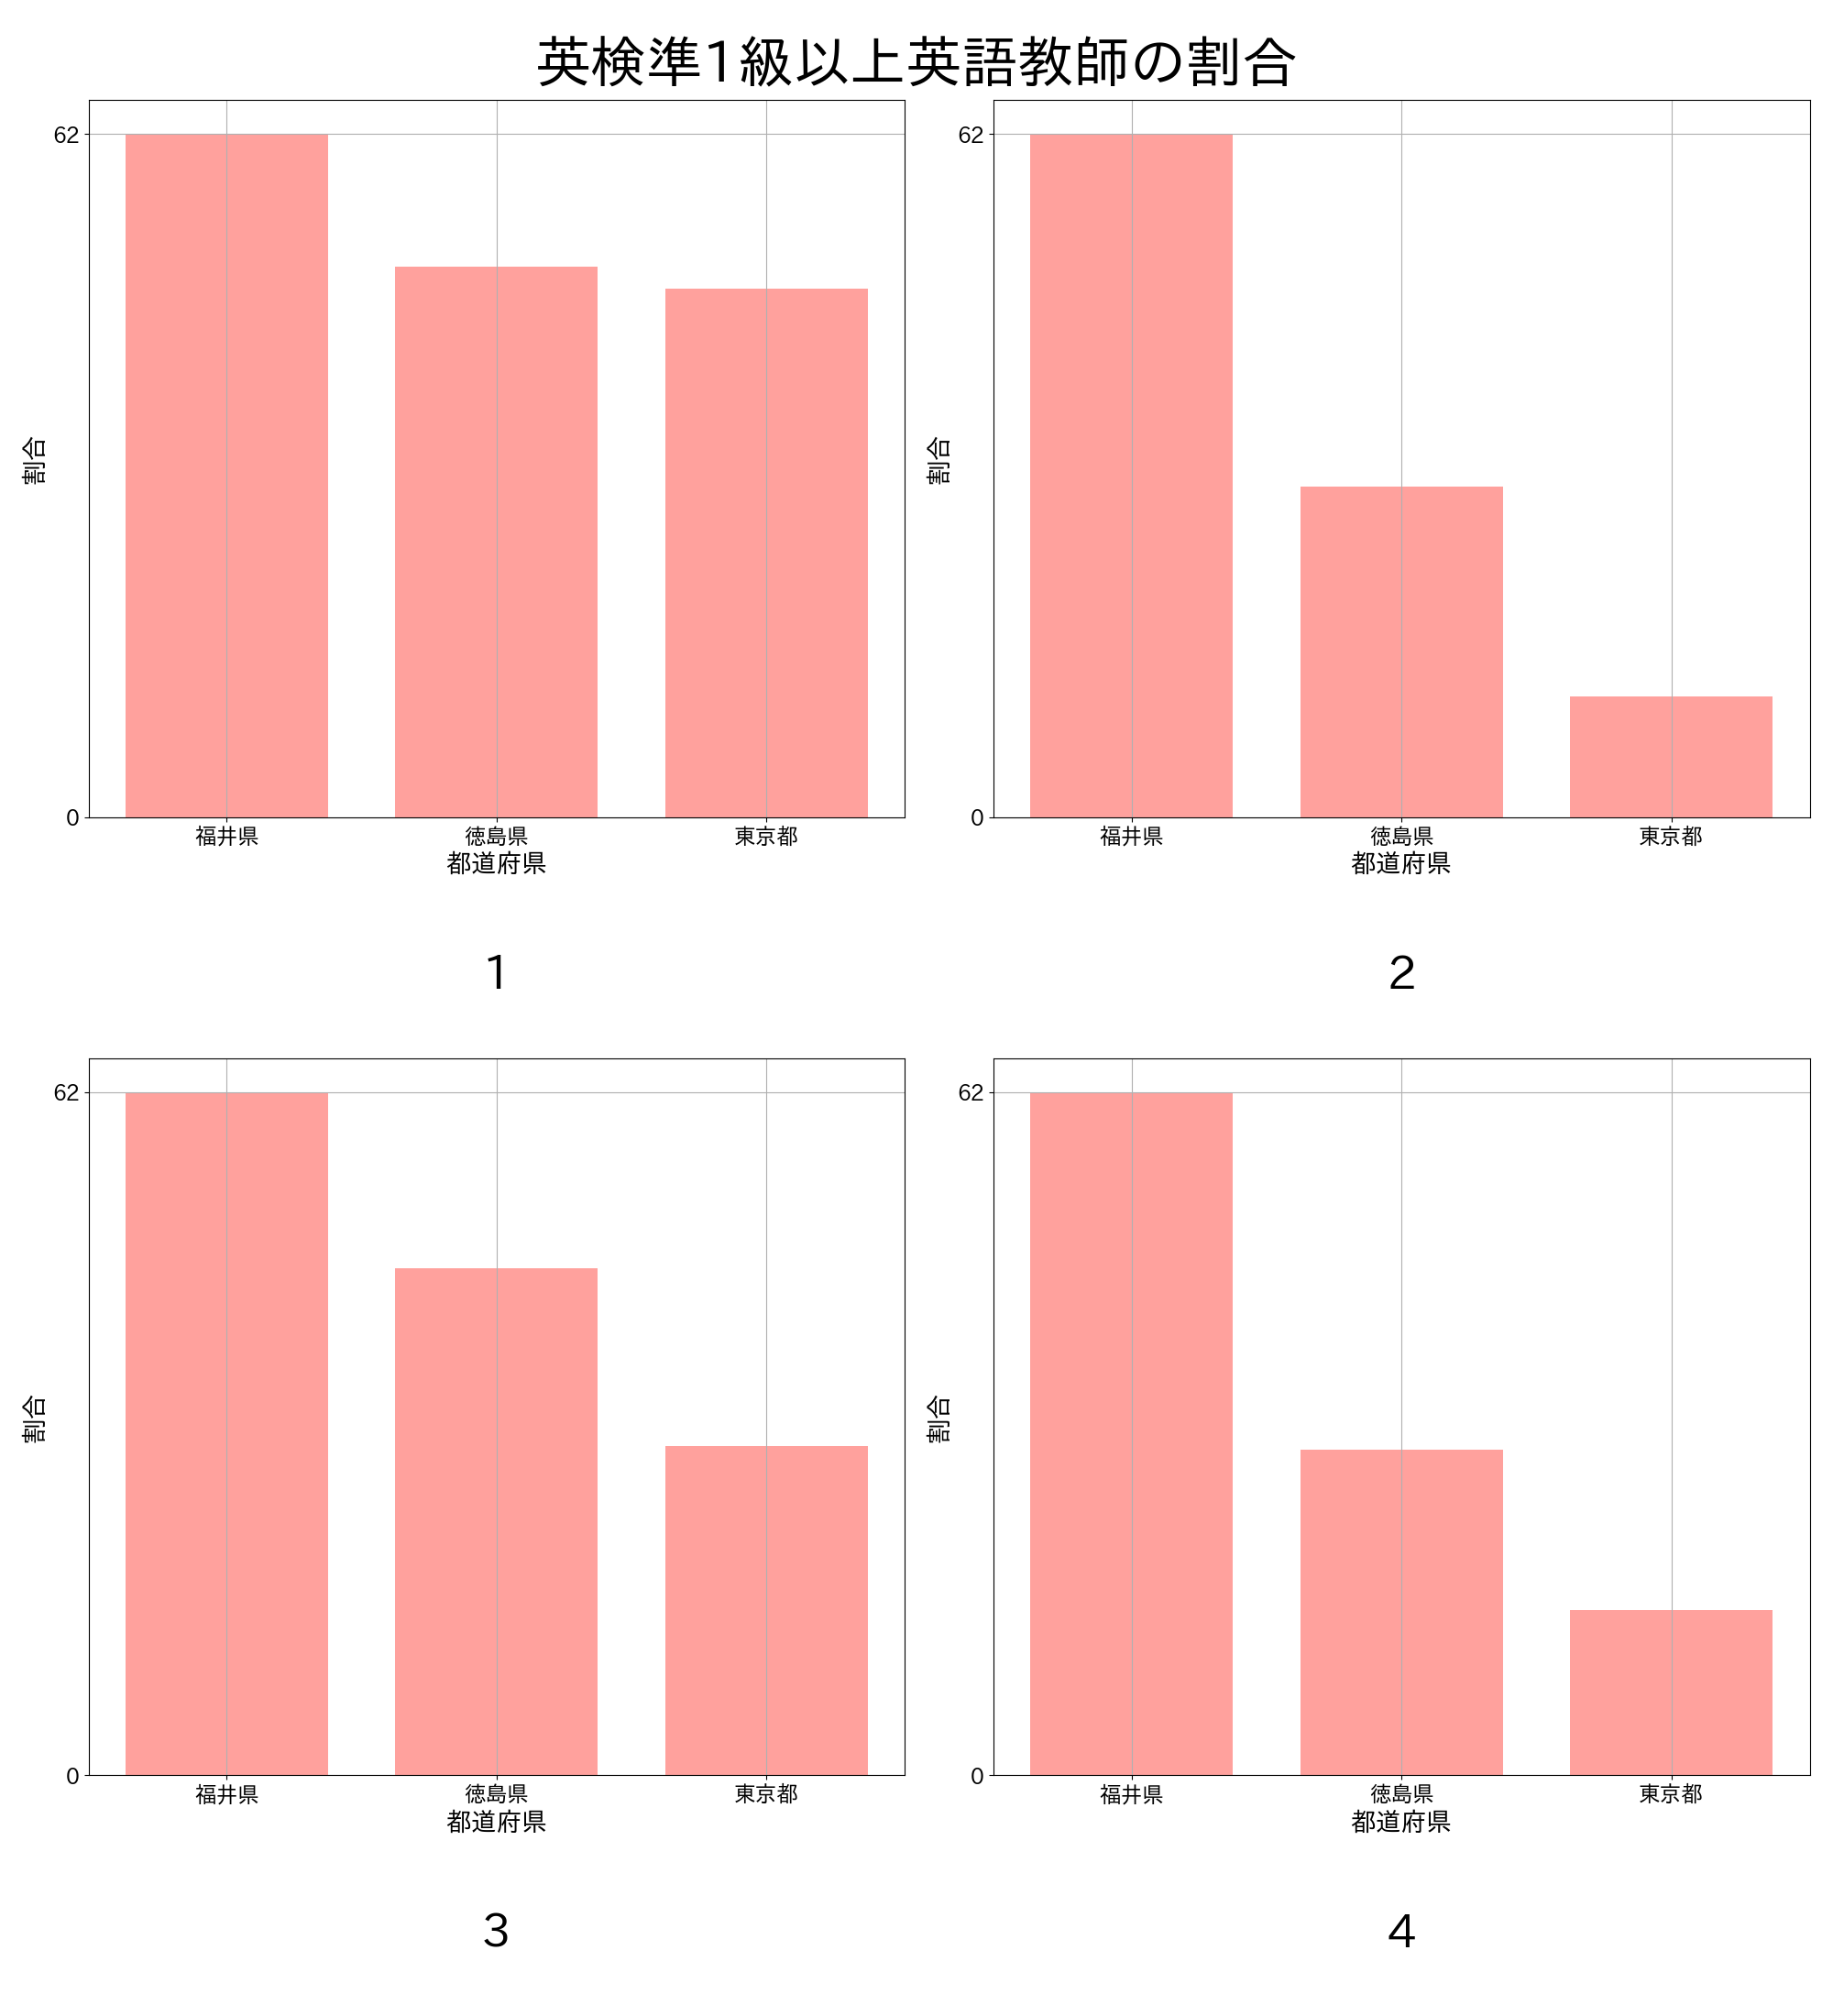 英検準1級以上英語教師の割合
62
割合
0
福井県 徳島県 東京都
都道府県
1
62
割合
0
福井県 徳島県 東京都
都道府県
2
62
割合
0
福井県 徳島県 東京都
都道府県
3
62
割合
0
福井県 徳島県 東京都
都道府県
4